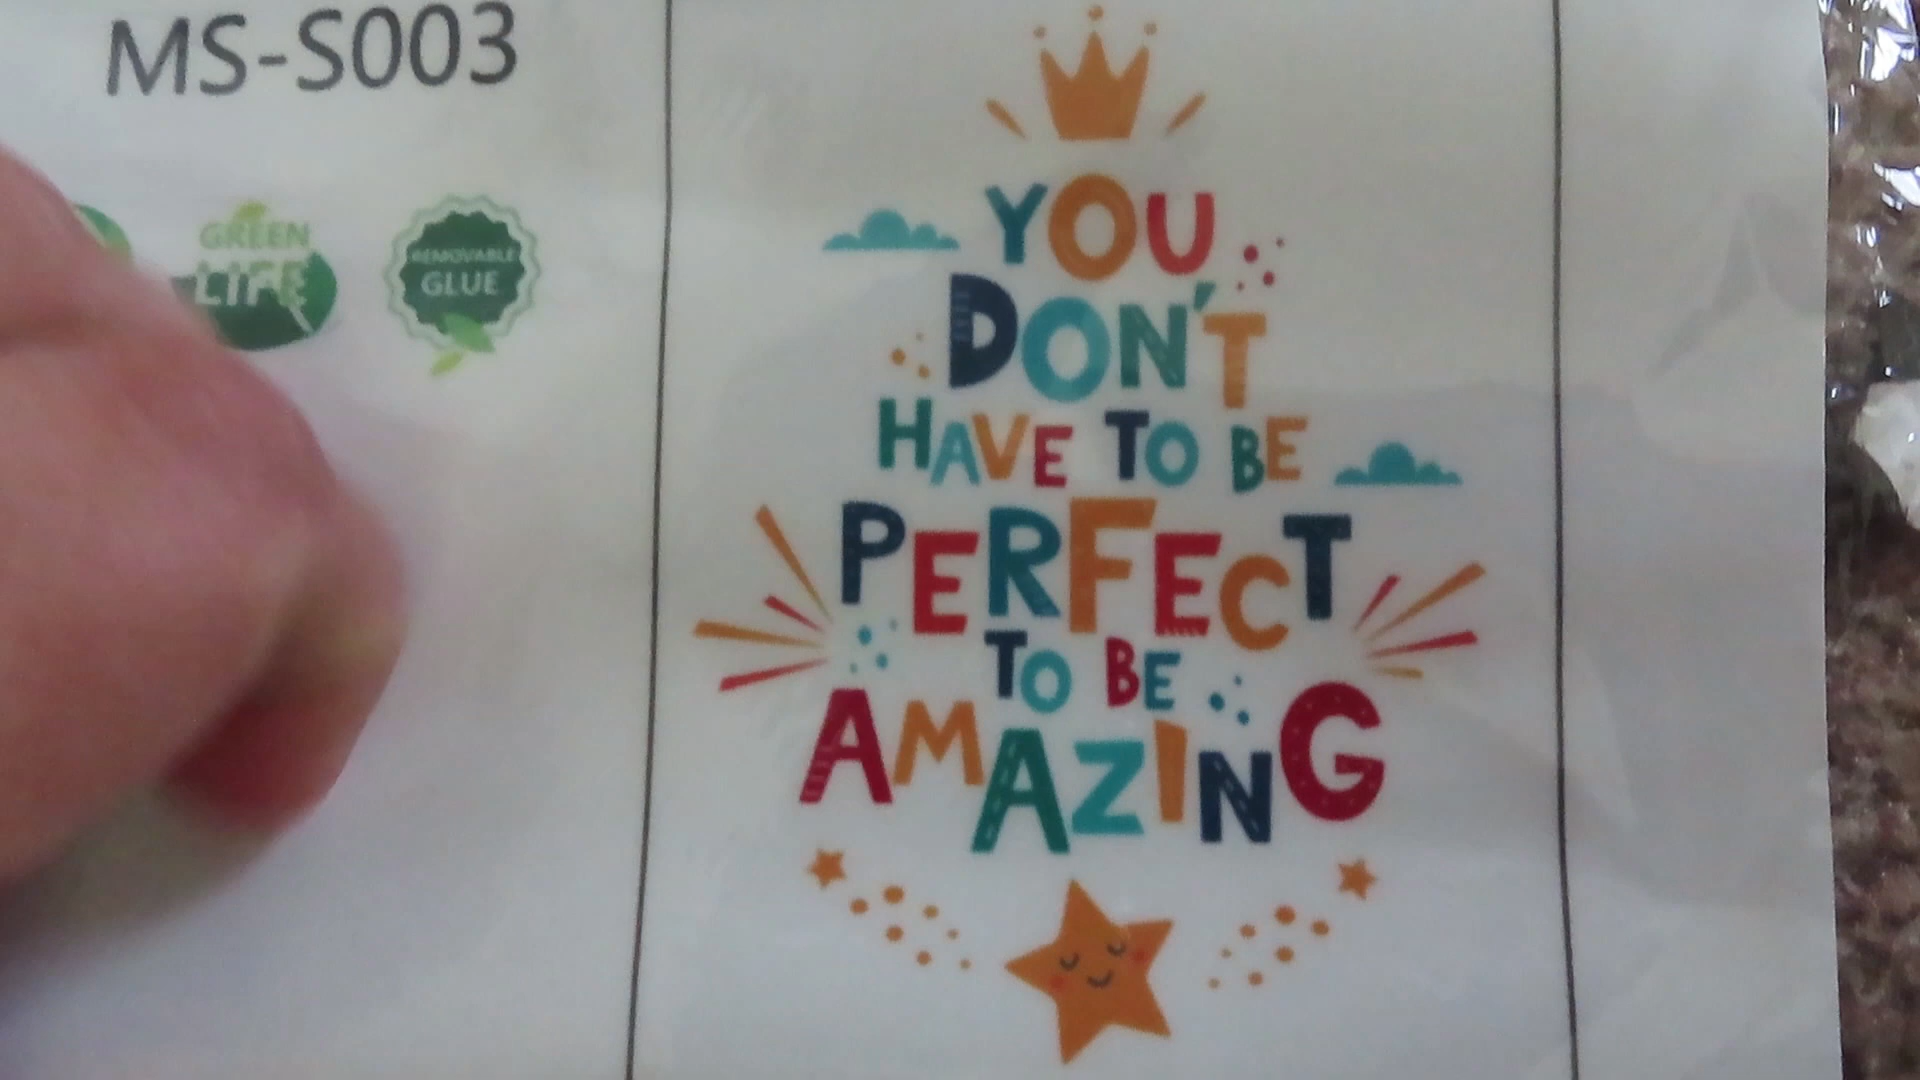 MS-S003
GREEN
LIFE
REMOVABLE
GLUE
YOU
DON'T
HAVE TO BE
PERFECT
TO BE
AMAZING